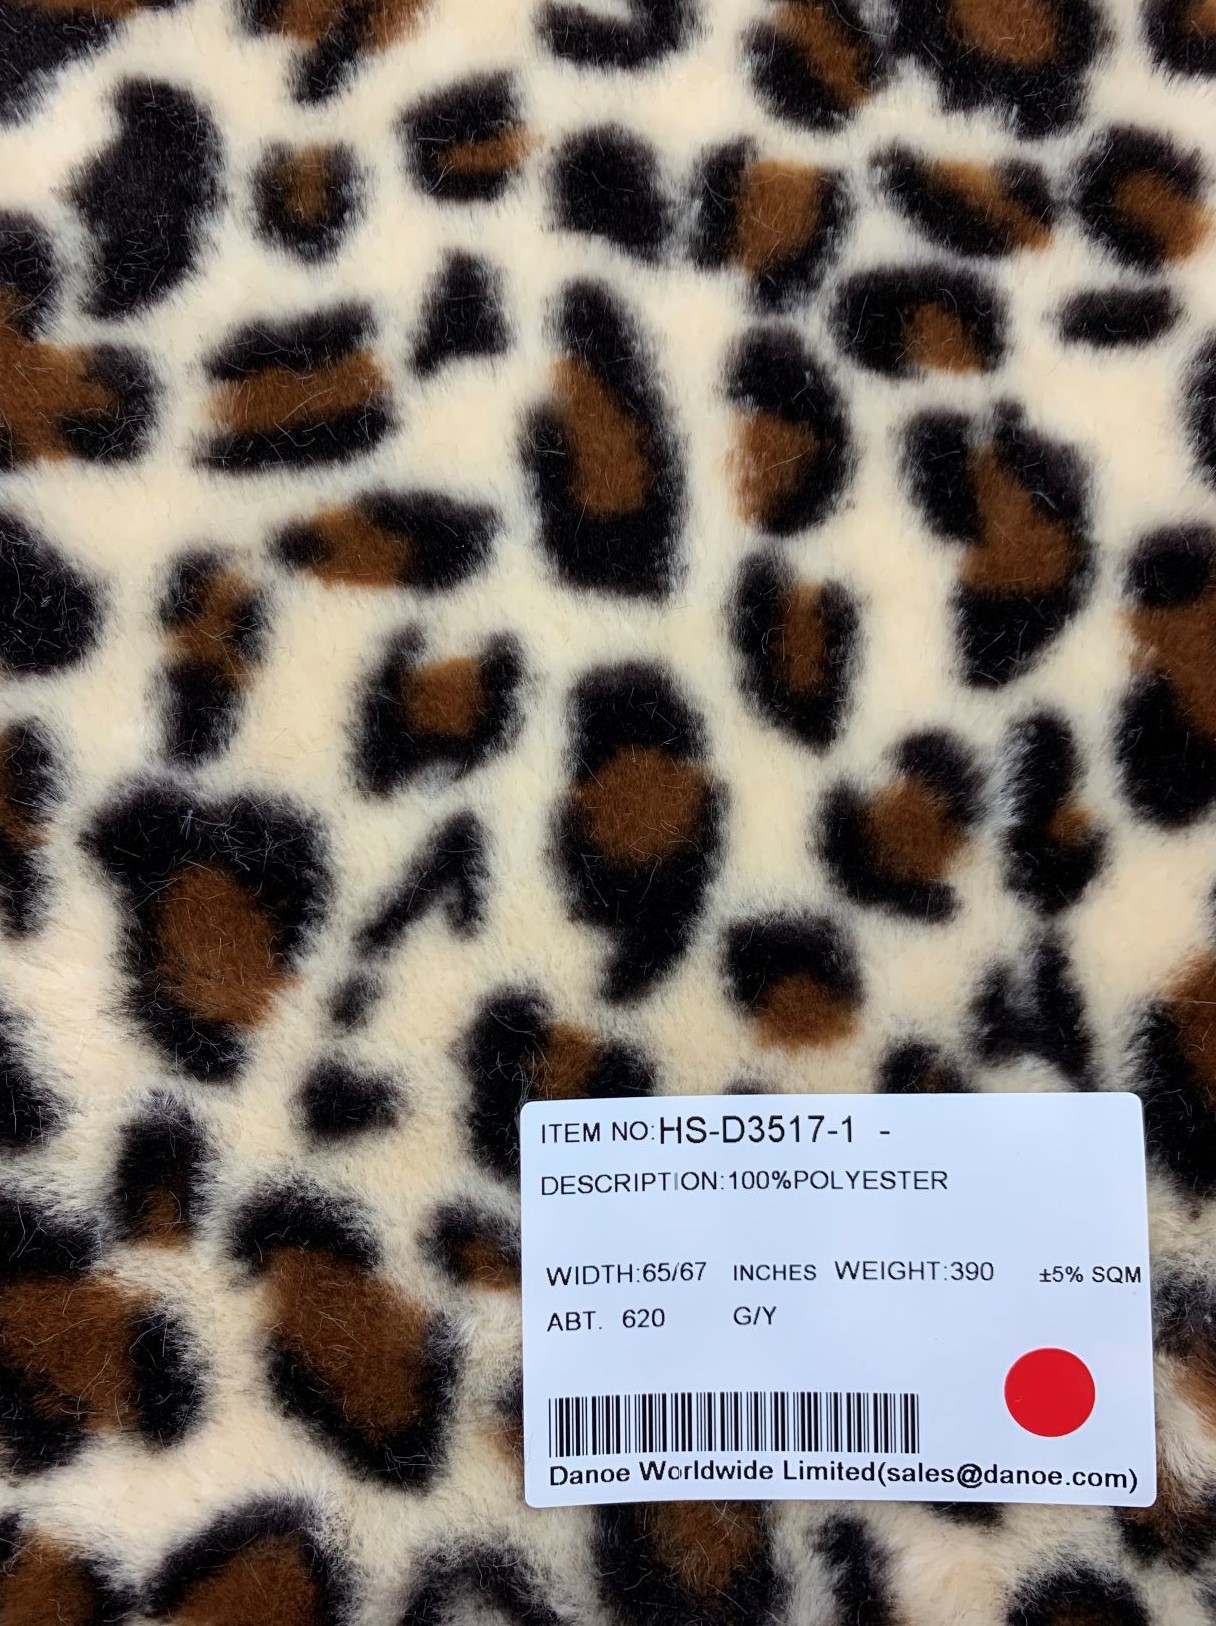 ITEM NO:HS-D3517-1 -
DESCRIPTION:100%POLYESTER
WIDTH:65/67 INCHES WEIGHT:390 ±5% SQM
ABT. 620 G/Y
Danoe Worldwide Limited(sales@danoe.com)